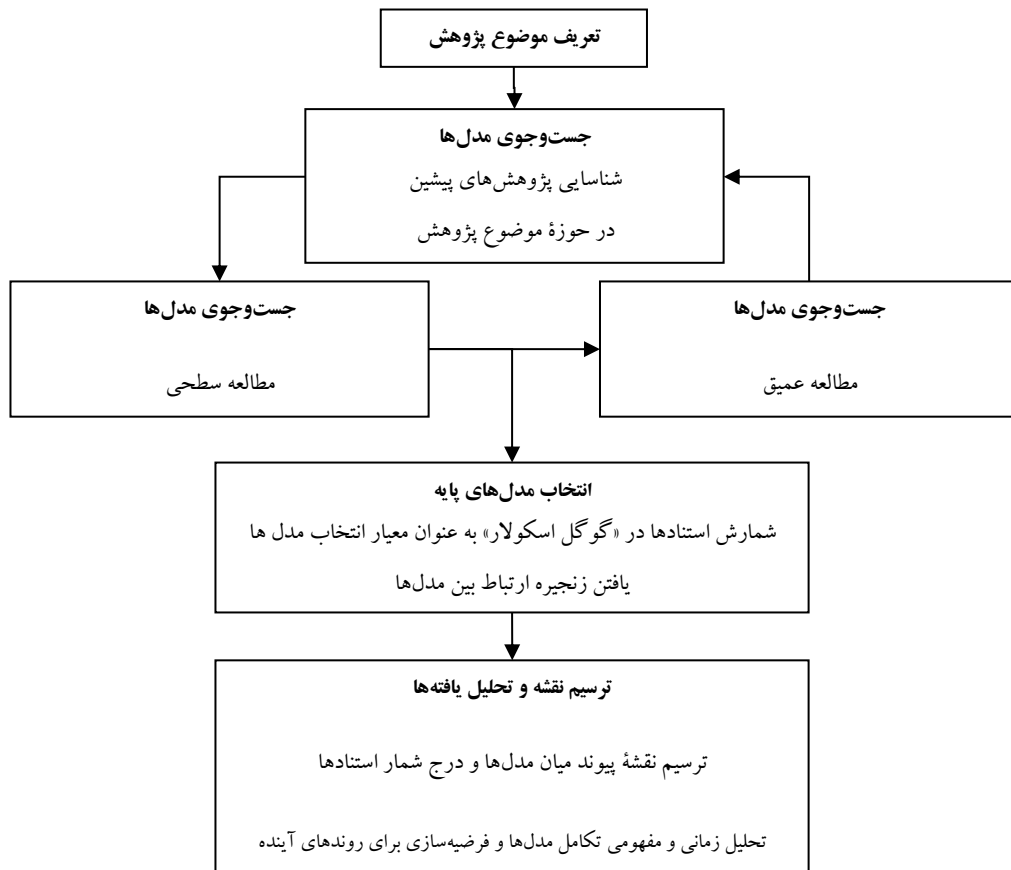 تعریف موضوع پژوهش
جست‌وجوی مدل‌ها
شناسایی پژوهش‌های پیشین
در حوزهٔ موضوع پژوهش
جست‌وجوی مدل‌ها
مطالعه عمیق
جست‌وجوی مدل‌ها
مطالعه سطحی
انتخاب مدل‌های پایه
شمارش استنادها در «گوگل اسکولار» به عنوان معیار انتخاب مدل ها
یافتن زنجیره ارتباط بین مدل‌ها
ترسیم نقشه و تحلیل یافته‌ها
ترسیم نقشهٔ پیوند میان مدل‌ها و درج شمار استنادها
تحلیل زمانی و مفهومی تکامل مدل‌ها و فرضیه‌سازی برای روندهای آینده